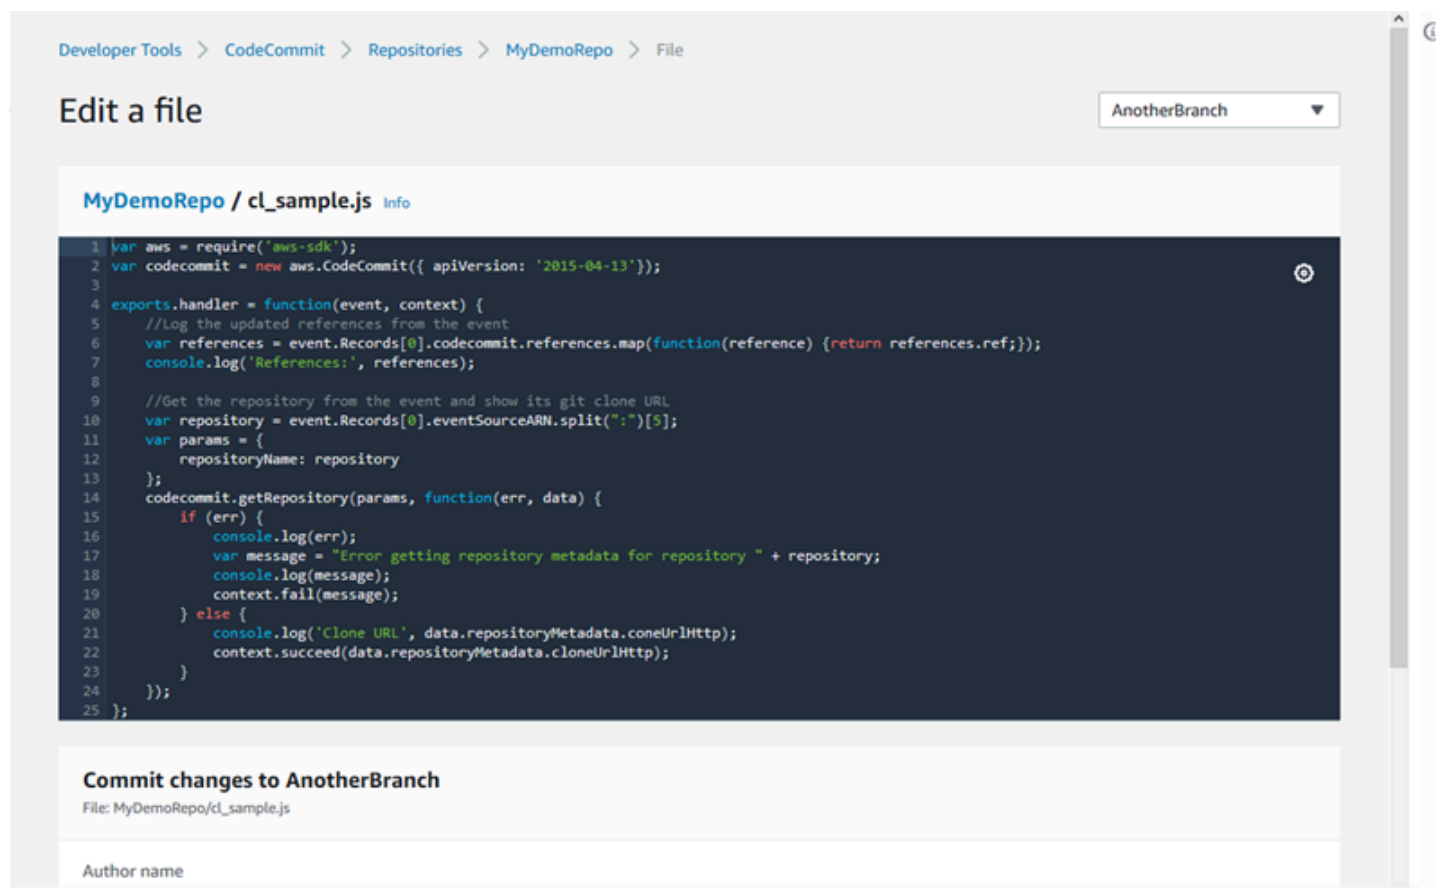 Developer Tools > CodeCommit > Repositories > MyDemoRepo > File
Edit a file
AnotherBranch
MyDemoRepo / cl_sample.js Info
1 var aws = require('aws-sdk');
2 var codecommit = new aws.CodeCommit({ apiVersion: '2015-04-13'});
3
4 exports.handler = function(event, context) {
5     //Log the updated references from the event
6     var references = event.Records[0].codecommit.references.map(function(reference) {return references.ref;});
7     console.log('References:', references);
8
9     //Get the repository from the event and show its git clone URL
10     var repository = event.Records[0].eventSourceARN.split(":")[5];
11     var params = {
12         repositoryName: repository
13     };
14     codecommit.getRepository(params, function(err, data) {
15         if (err) {
16             console.log(err);
17             var message = "Error getting repository metadata for repository " + repository;
18             console.log(message);
19             context.fail(message);
20         } else {
21             console.log('Clone URL', data.repositoryMetadata.coneUrlHttp);
22             context.succeed(data.repositoryMetadata.cloneUrlHttp);
23         }
24     });
25 };
Commit changes to AnotherBranch
File: MyDemoRepo/cl_sample.js
Author name